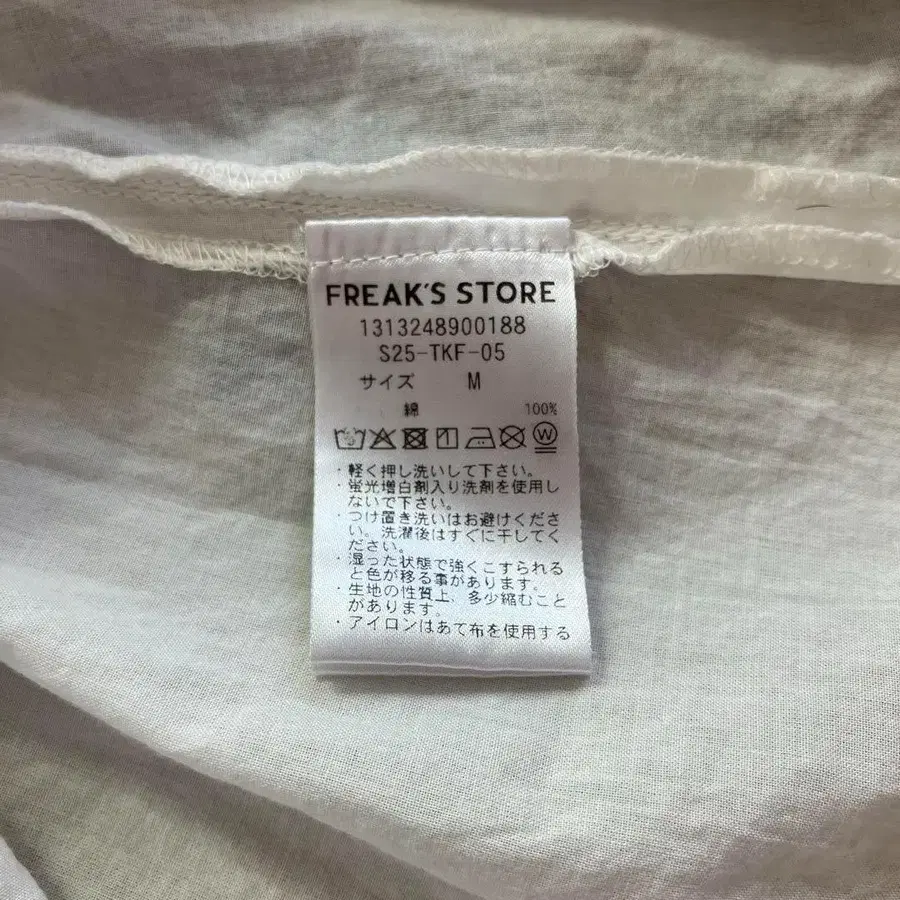 FREAK'S STORE
1313248900188
S25-TKF-05
サイズ M
綿 100%
W
・軽く押し洗いして下さい。
・蛍光増白剤入り洗剤を使用し
ないで下さい。
・つけ置き洗いはお避けくださ
い。洗濯後はすぐに干してく
ださい。
・湿った状態で強くこすられる
と色が移る事があります。
・生地の性質上、多少縮むこと
があります。
・アイロンはあて布を使用する